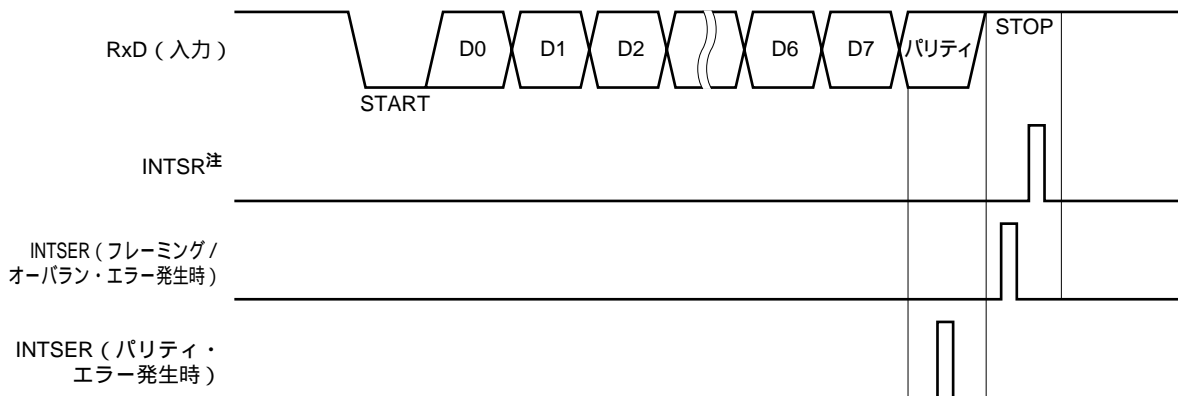 RxD（入力）
D0 D1 D2 D6 D7 パリティ STOP
START
INTSR注
INTSER（フレーミング/
オーバラン・エラー発生時）
INTSER（パリティ・
エラー発生時）